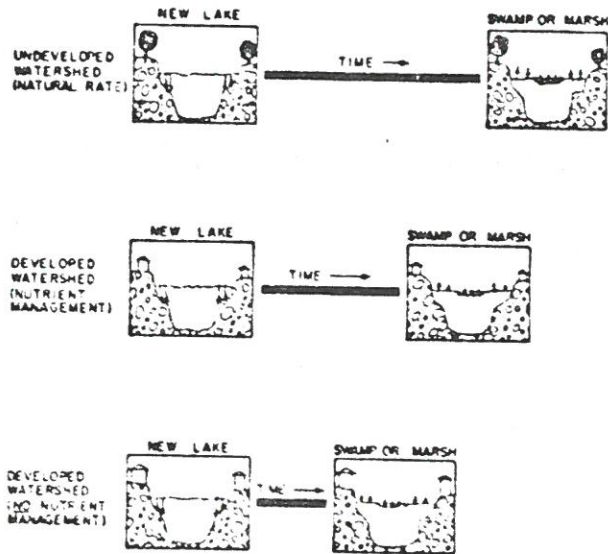 NEW LAKE
SWAMP OR MARSH
UNDEVELOPED
WATERSHED
(NATURAL RATE)
TIME →
NEW LAKE
SWAMP OR MARSH
DEVELOPED
WATERSHED
(NUTRIENT
MANAGEMENT)
TIME →
NEW LAKE
SWAMP OR MARSH
DEVELOPED
WATERSHED
(NO NUTRIENT
MANAGEMENT)
TIME →